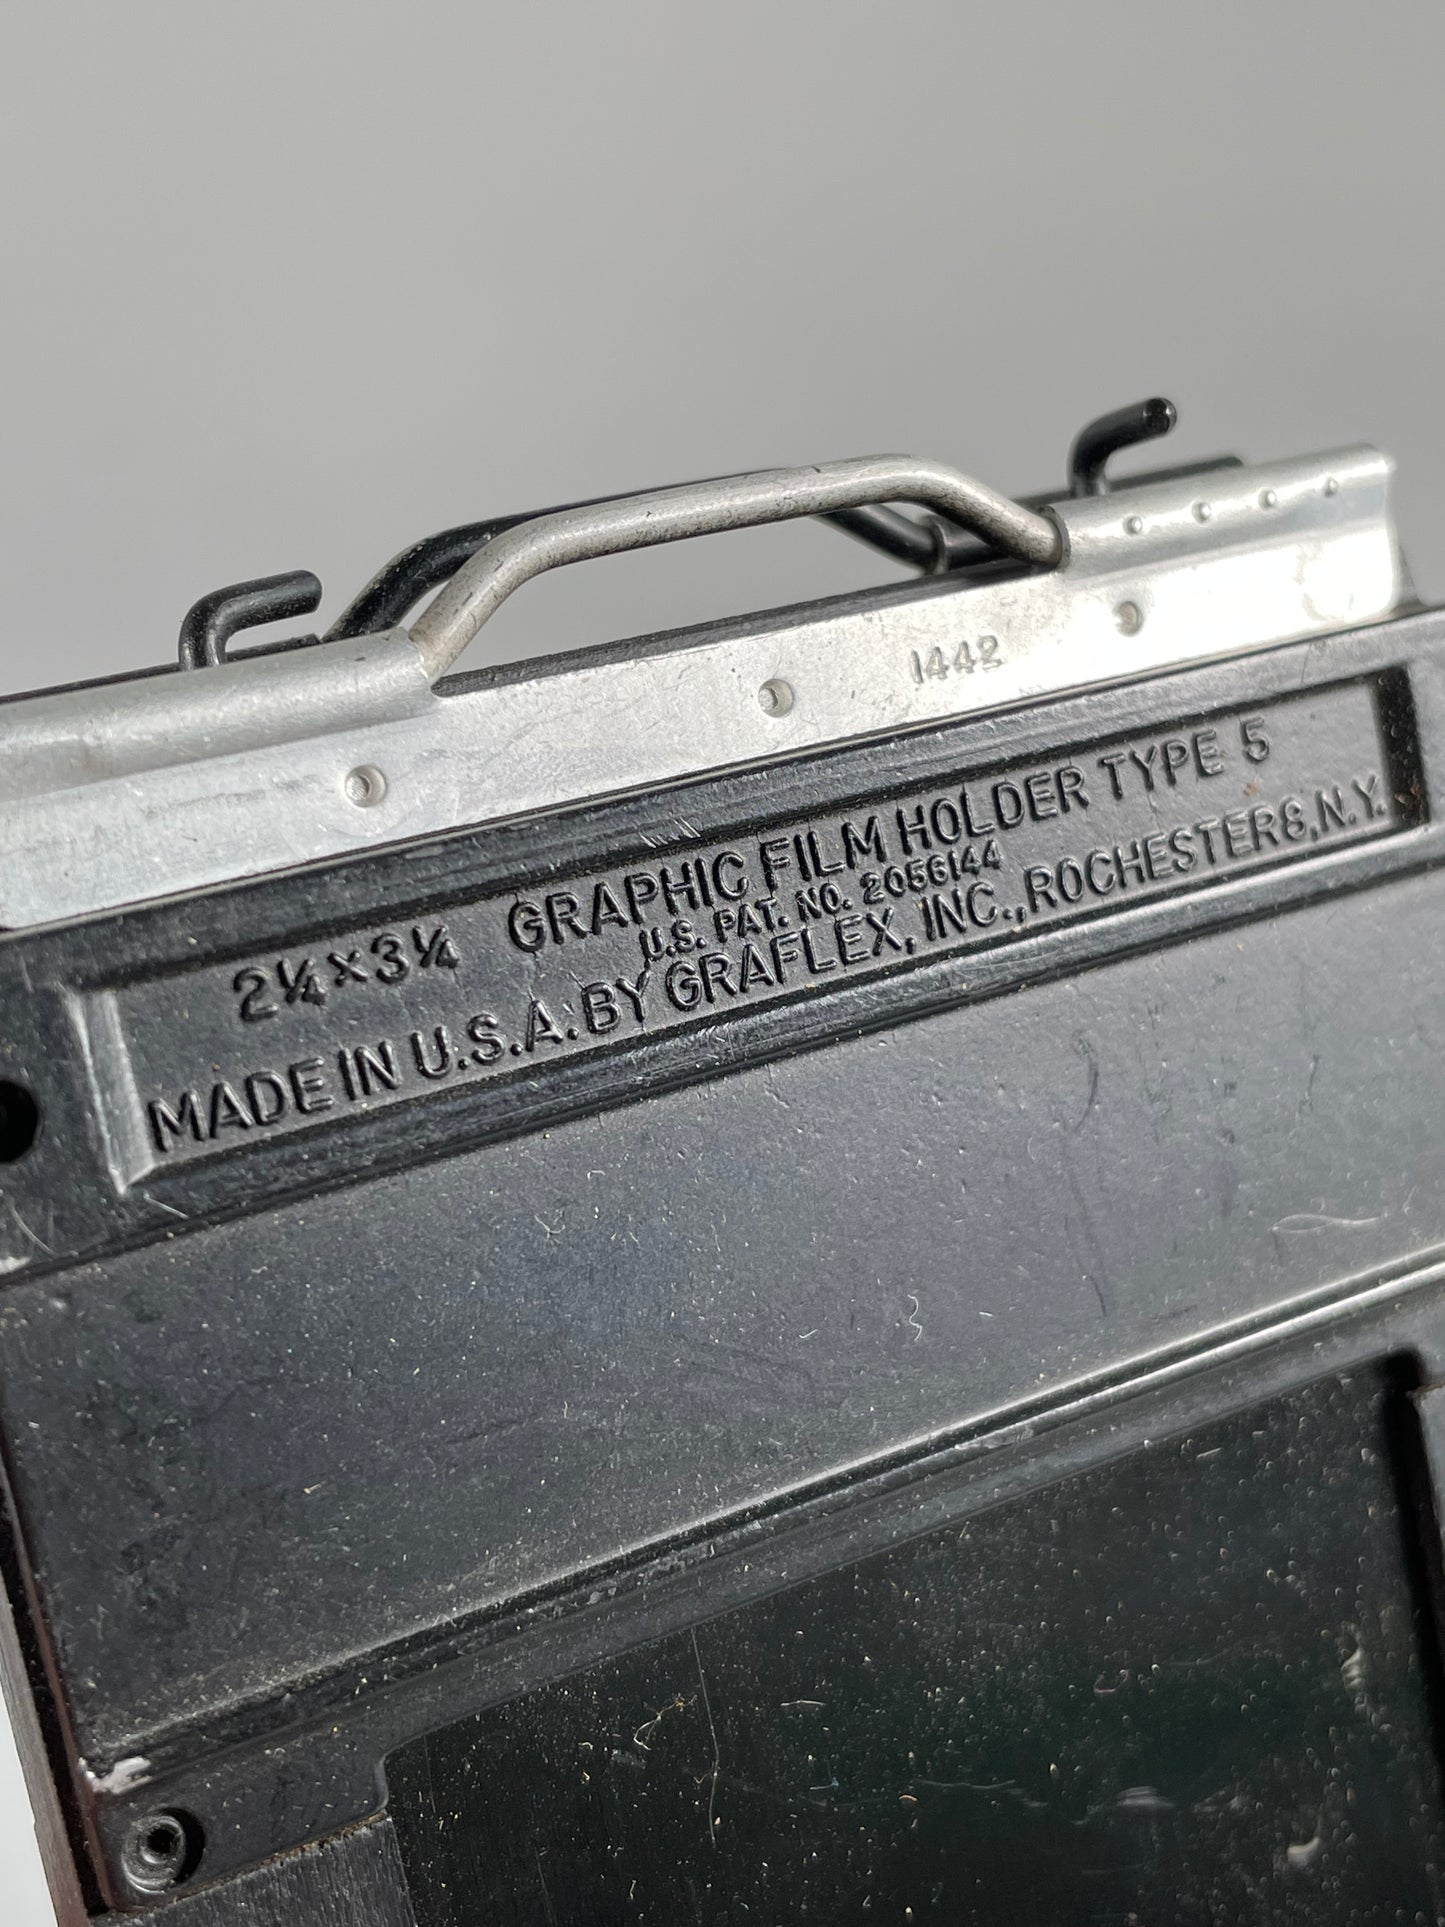 1442
2¼×3¼ GRAPHIC FILM HOLDER TYPE 5
U.S. PAT. NO. 2056144
MADE IN U.S.A. BY GRAFLEX, INC., ROCHESTER 8, N.Y.